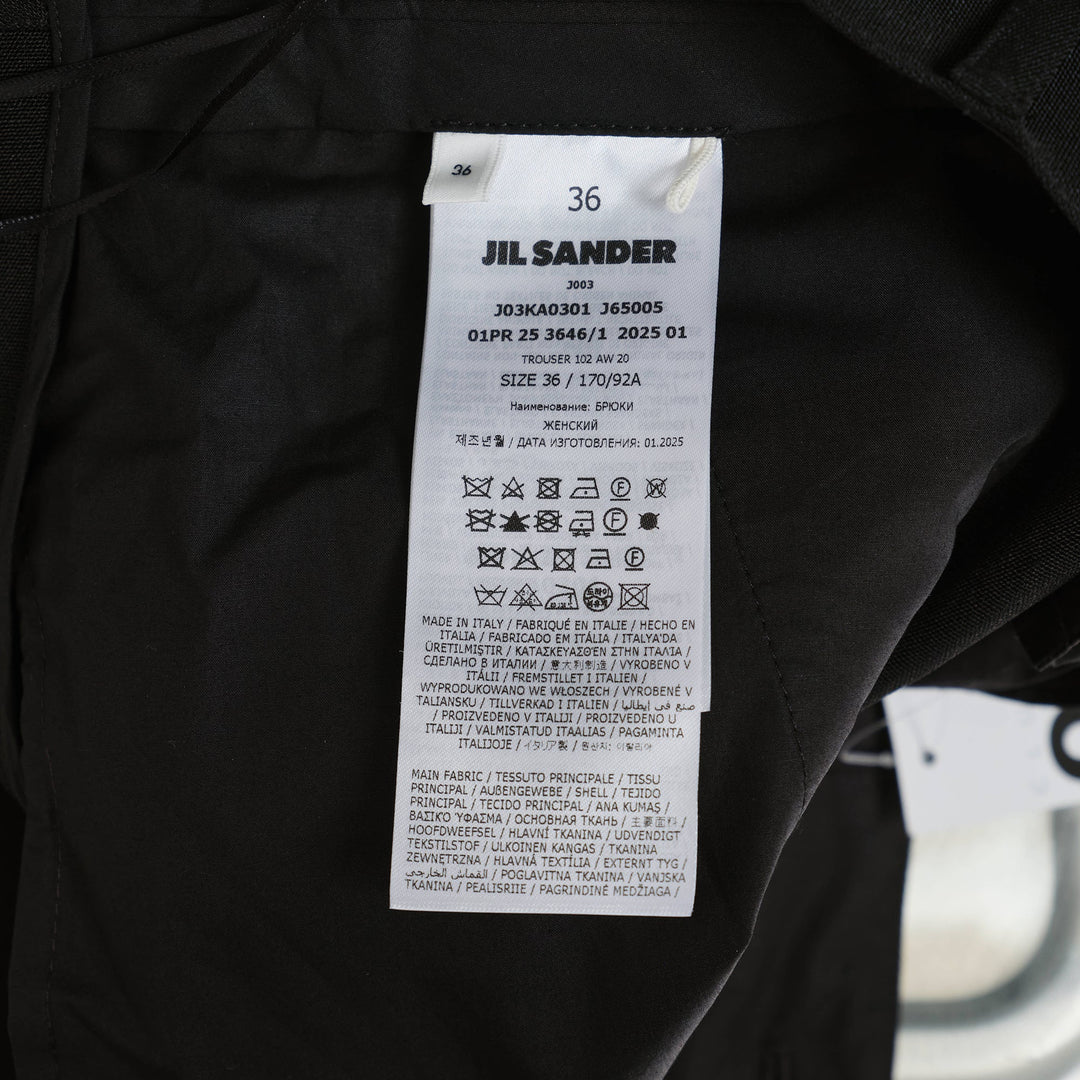 36
36
JIL SANDER
J003
J03KA0301 J65005
01PR 25 3646/1 2025 01
TROUSER 102 AW 20
SIZE 36 / 170/92A
Наименование: БРЮКИ
ЖЕНСКИЙ
제조년월 / ДАТА ИЗГОТОВЛЕНИЯ: 01.2025
F W
F
F
드라이
MADE IN ITALY / FABRIQUÉ EN ITALIE / HECHO EN
ITALIA / FABRICADO EM ITÁLIA / ITALYA'DA
ÜRETILMIŞTIR / ΚΑΤΑΣΚΕΥΑΣΘΈΝ ΣΤΗΝ ΙΤΑΛΊΑ /
СДЕЛАНО В ИТАЛИИ / 意大利制造 / VYROBENO V
ITÁLII / FREMSTILLET I ITALIEN /
WYPRODUKOWANO WE WŁOSZECH / VYROBENÉ V
TALIANSKU / TILLVERKAD I ITALIEN / صنع في إيطاليا
/ PROIZVEDENO V ITALIJI / PROIZVEDENO U
ITALIJI / VALMISTATUD ITAALIAS / PAGAMINTA
ITALIJOJE / イタリア製 / 원산지: 이탈리아
MAIN FABRIC / TESSUTO PRINCIPALE / TISSU
PRINCIPAL / AUßENGEWEBE / SHELL / TEJIDO
PRINCIPAL / TECIDO PRINCIPAL / ANA KUMAŞ /
ΒΑΣΙΚΌ ΎΦΑΣΜΑ / ОСНОВНАЯ ТКАНЬ / 主要面料 /
HOOFDWEEFSEL / HLAVNÍ TKANINA / UDVENDIGT
TEKSTILSTOF / ULKOINEN KANGAS / TKANINA
ZEWNĘTRZNA / HLAVNÁ TEXTÍLIA / EXTERNT TYG /
القماش الخارجي / POGLAVITNA TKANINA / VANJSKA
TKANINA / PEALISRIIE / PAGRINDINĖ MEDŽIAGA /